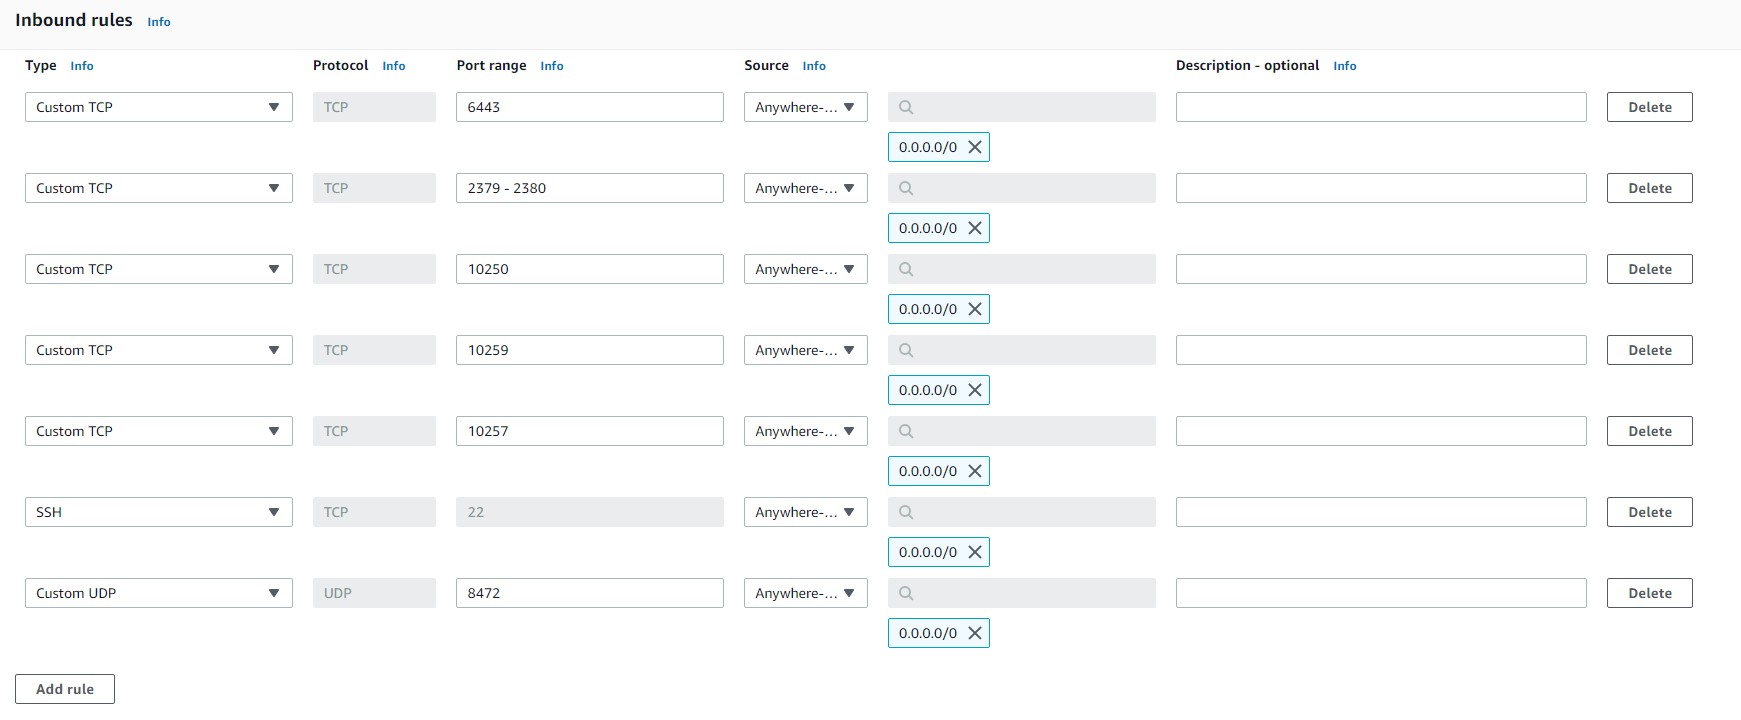 Inbound rules Info
Type Info Protocol Info Port range Info Source Info Description - optional Info
Custom TCP TCP 6443 Anywhere-... Delete
0.0.0.0/0
Custom TCP TCP 2379 - 2380 Anywhere-... Delete
0.0.0.0/0
Custom TCP TCP 10250 Anywhere-... Delete
0.0.0.0/0
Custom TCP TCP 10259 Anywhere-... Delete
0.0.0.0/0
Custom TCP TCP 10257 Anywhere-... Delete
0.0.0.0/0
SSH TCP 22 Anywhere-... Delete
0.0.0.0/0
Custom UDP UDP 8472 Anywhere-... Delete
0.0.0.0/0
Add rule